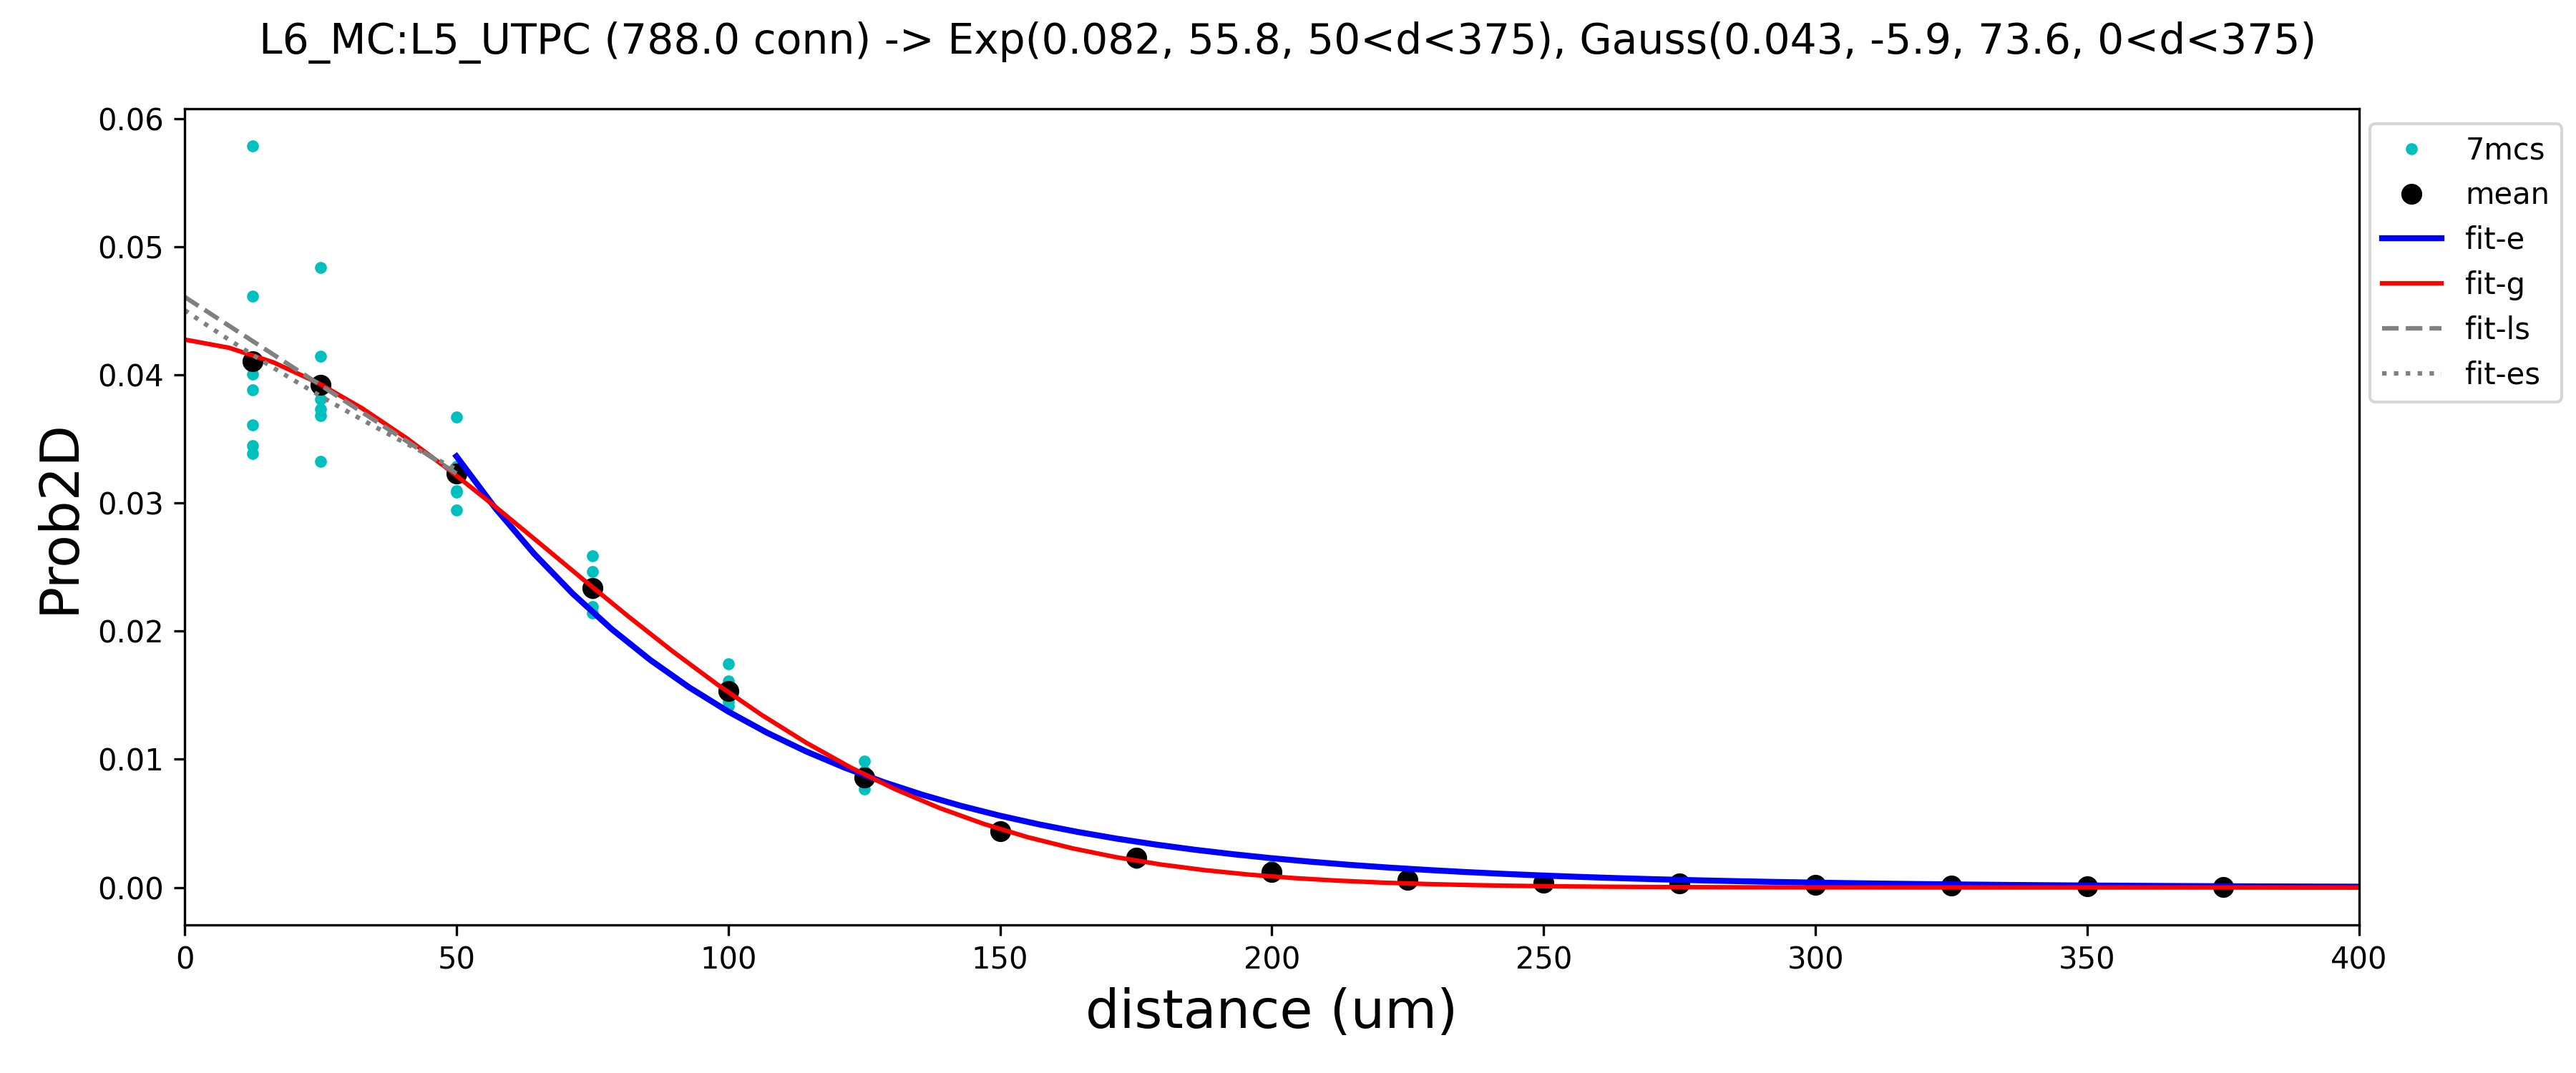 L6_MC:L5_UTPC (788.0 conn) -> Exp(0.082, 55.8, 50<d<375), Gauss(0.043, -5.9, 73.6, 0<d<375)
0.06
0.05
0.04
0.03
0.02
0.01
0.00
Prob2D
0 50 100 150 200 250 300 350 400
distance (um)
7mcs
mean
fit-e
fit-g
fit-ls
fit-es